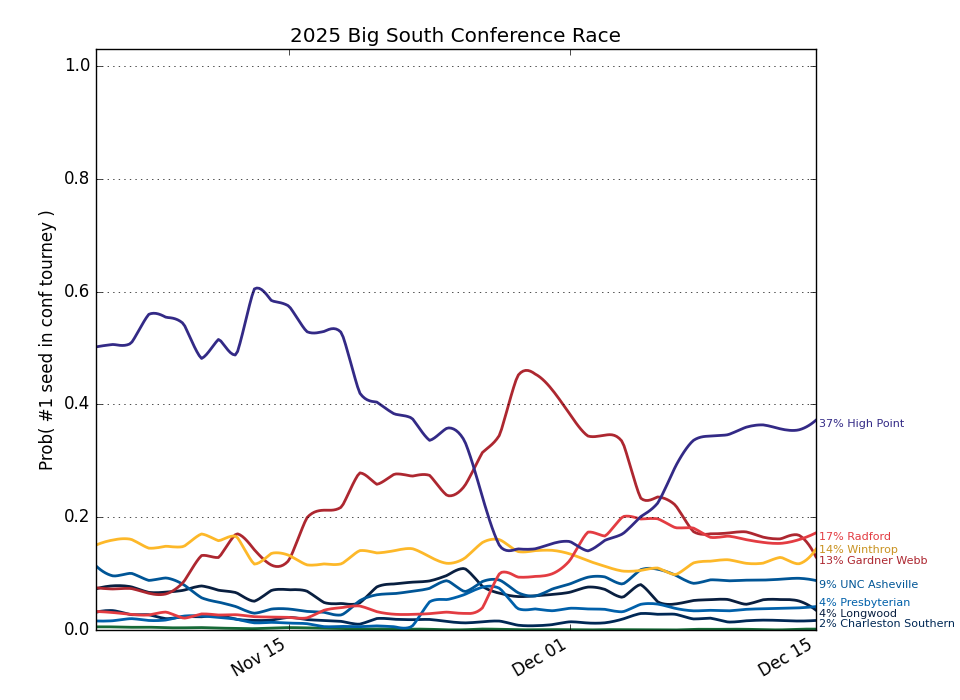 2025 Big South Conference Race
Prob( #1 seed in conf tourney )
1.0
0.8
0.6
0.4
0.2
0.0
37% High Point
17% Radford
14% Winthrop
13% Gardner Webb
9% UNC Asheville
4% Presbyterian
4% Longwood
2% Charleston Southern
Nov 15
Dec 01
Dec 15